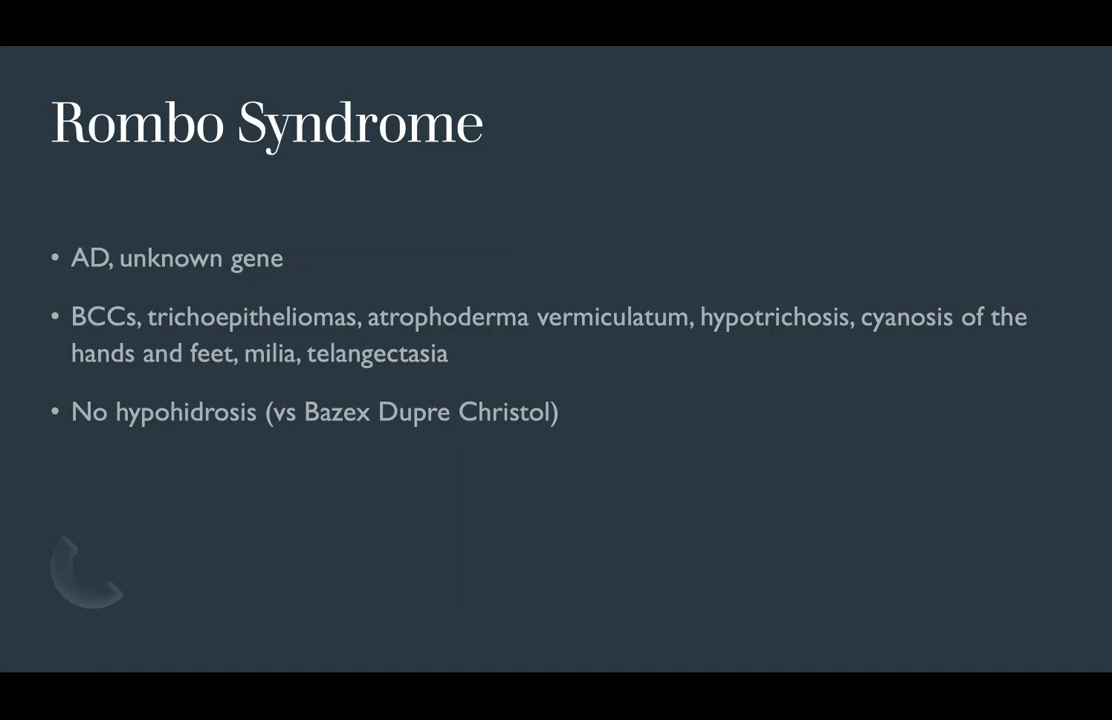 Rombo Syndrome
• AD, unknown gene
• BCCs, trichoepitheliomas, atrophoderma vermiculatum, hypotrichosis, cyanosis of the
hands and feet, milia, telangectasia
• No hypohidrosis (vs Bazex Dupre Christol)